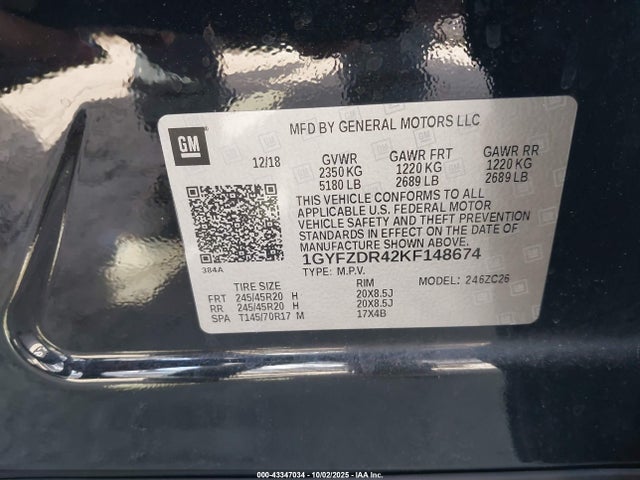 MFD BY GENERAL MOTORS LLC
GM
12/18 GVWR GAWR FRT GAWR RR
2350 KG 1220 KG 1220 KG
5180 LB 2689 LB 2689 LB
THIS VEHICLE CONFORMS TO ALL
APPLICABLE U.S. FEDERAL MOTOR
VEHICLE SAFETY AND THEFT PREVENTION
STANDARDS IN EFFECT ON THE DATE OF
MANUFACTURE SHOWN ABOVE.
384A 1GYFZDR42KF148674
TYPE: M.P.V. MODEL: 246ZC26
TIRE SIZE RIM
FRT 245/45R20 H 20X8.5J
RR 245/45R20 H 20X8.5J
SPA T145/70R17 M 17X4B
000-43347034 - 10/02/2025 - IAA Inc.